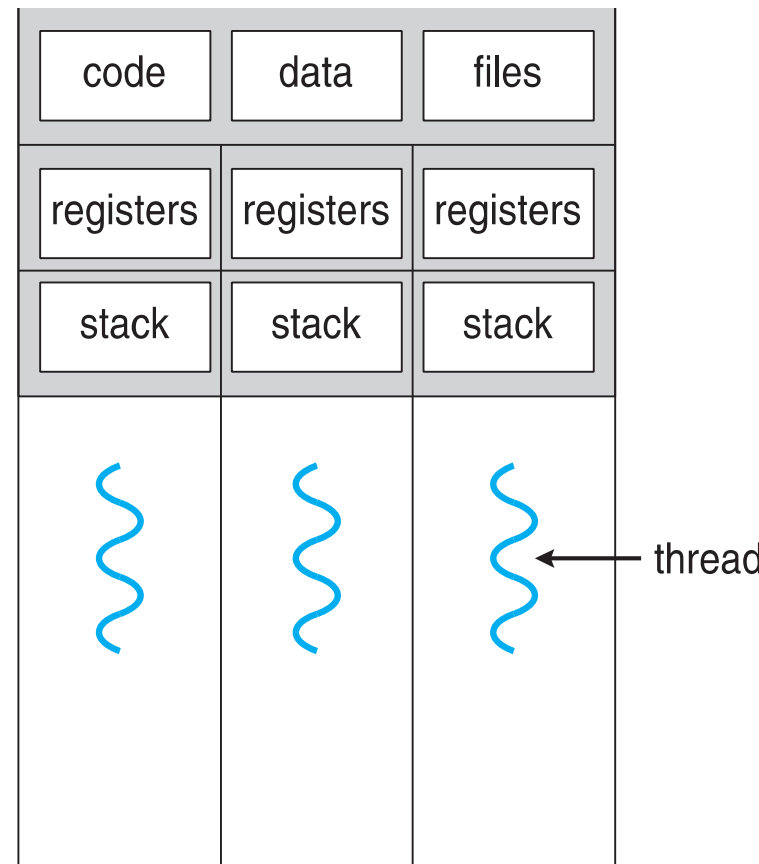 code data files
registers registers registers
stack stack stack
thread